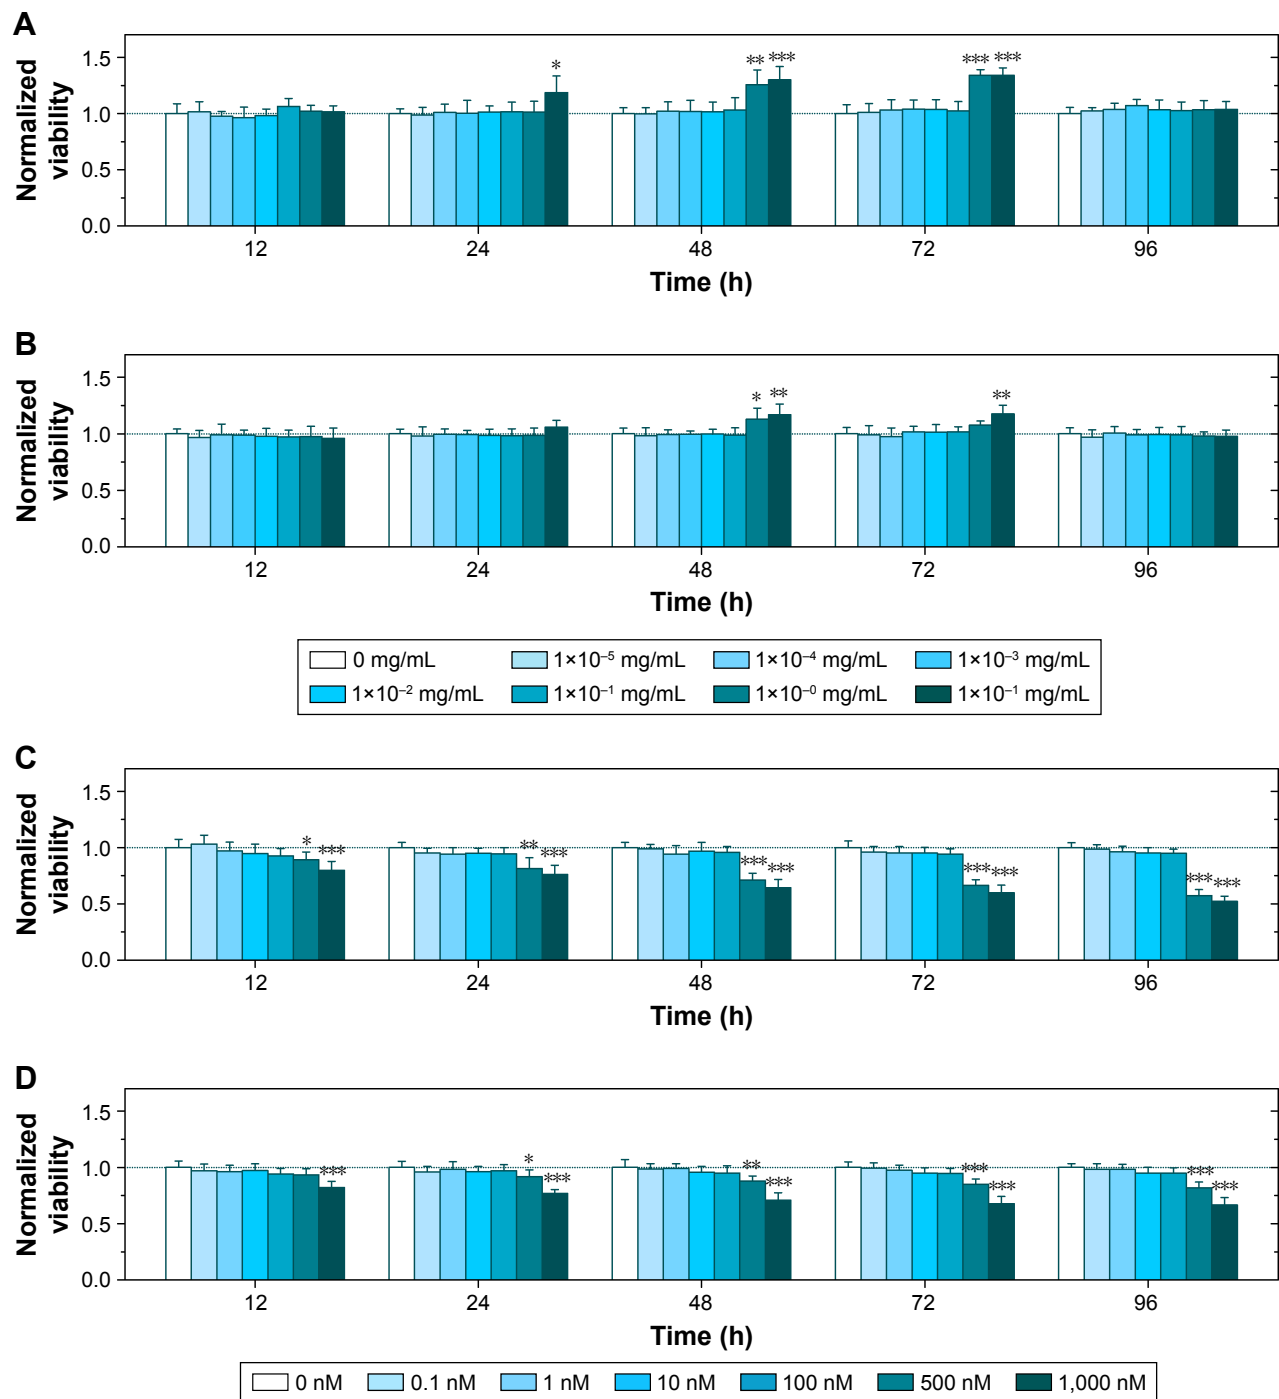 A
Normalized
viability
1.5
1.0
0.5
0.0
* ** *** *** ***
12 24 48 72 96
Time (h)
B
Normalized
viability
1.5
1.0
0.5
0.0
* ** **
12 24 48 72 96
Time (h)
0 mg/mL 1×10⁻⁵ mg/mL 1×10⁻⁴ mg/mL 1×10⁻³ mg/mL
1×10⁻² mg/mL 1×10⁻¹ mg/mL 1×10⁻⁰ mg/mL 1×10⁻¹ mg/mL
C
Normalized
viability
1.5
1.0
0.5
0.0
* *** ** *** *** *** *** *** *** ***
12 24 48 72 96
Time (h)
D
Normalized
viability
1.5
1.0
0.5
0.0
*** * *** ** *** *** *** *** ***
12 24 48 72 96
Time (h)
0 nM 0.1 nM 1 nM 10 nM 100 nM 500 nM 1,000 nM